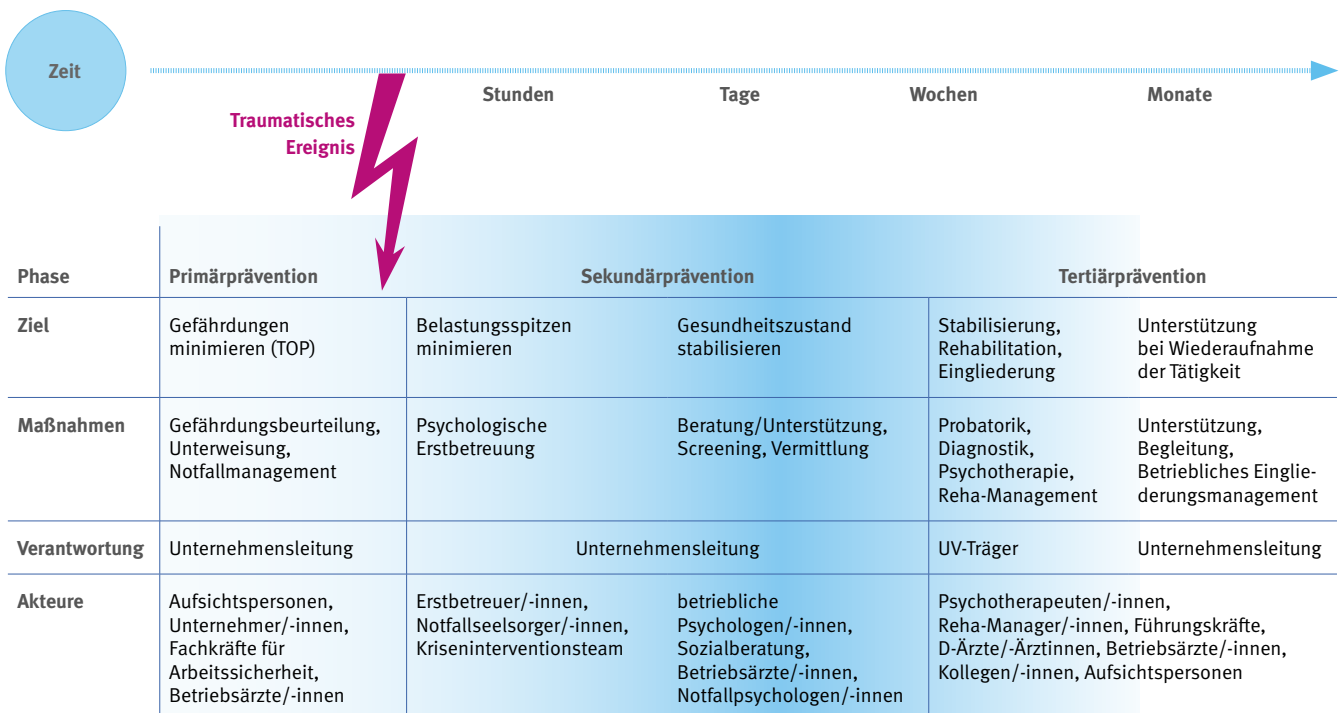 Zeit
Stunden Tage Wochen Monate
Traumatisches
Ereignis
Phase Primärprävention Sekundärprävention Tertiärprävention
Ziel
Gefährdungen
minimieren (TOP)
Belastungsspitzen
minimieren
Gesundheitszustand
stabilisieren
Stabilisierung,
Rehabilitation,
Eingliederung
Unterstützung
bei Wiederaufnahme
der Tätigkeit
Maßnahmen
Gefährdungsbeurteilung,
Unterweisung,
Notfallmanagement
Psychologische
Erstbetreuung
Beratung/Unterstützung,
Screening, Vermittlung
Probatorik,
Diagnostik,
Psychotherapie,
Reha-Management
Unterstützung,
Begleitung,
Betriebliches Einglie-
derungsmanagement
Verantwortung Unternehmensleitung Unternehmensleitung UV-Träger Unternehmensleitung
Akteure
Aufsichtspersonen,
Unternehmer/-innen,
Fachkräfte für
Arbeitssicherheit,
Betriebsärzte/-innen
Erstbetreuer/-innen,
Notfallseelsorger/-innen,
Kriseninterventionsteam
betriebliche
Psychologen/-innen,
Sozialberatung,
Betriebsärzte/-innen,
Notfallpsychologen/-innen
Psychotherapeuten/-innen,
Reha-Manager/-innen, Führungskräfte,
D-Ärzte/-Ärztinnen, Betriebsärzte/-innen,
Kollegen/-innen, Aufsichtspersonen